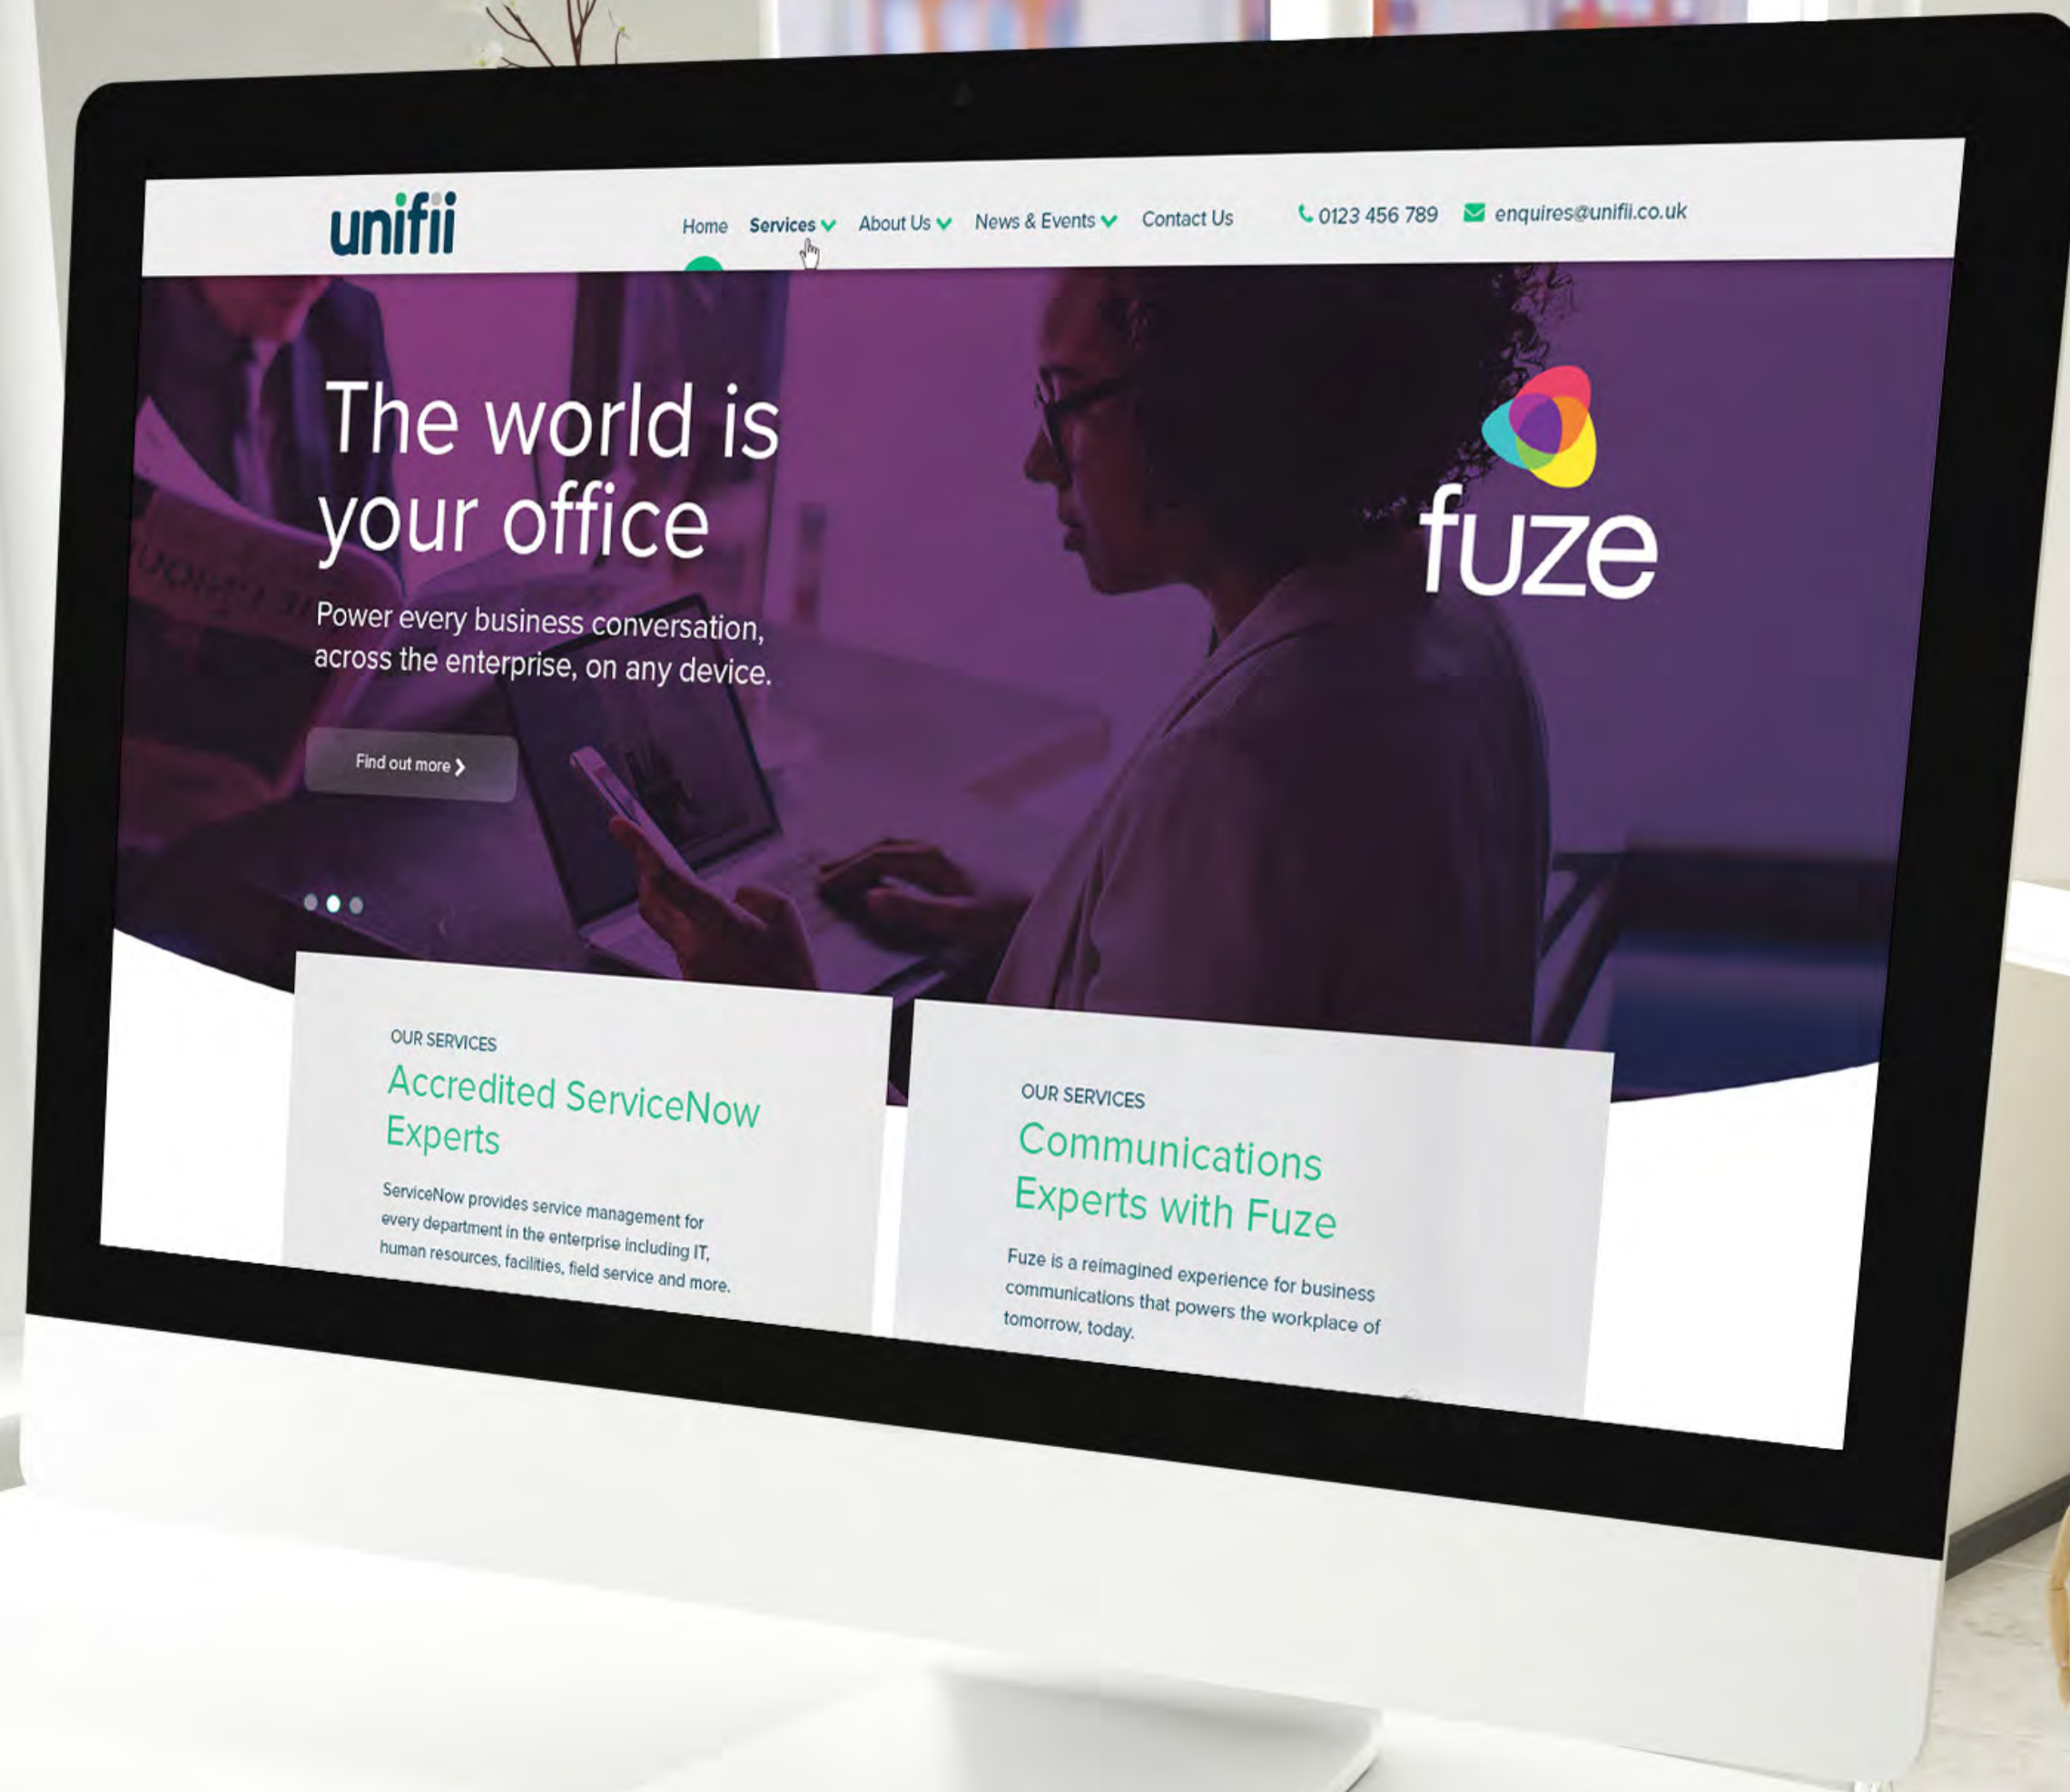 unifii
Home Services About Us News & Events Contact Us 0123 456 789 enquires@unifii.co.uk
The world is
your office
fuze
Power every business conversation,
across the enterprise, on any device.
Find out more
OUR SERVICES
Accredited ServiceNow
Experts
ServiceNow provides service management for
every department in the enterprise including IT,
human resources, facilities, field service and more.
OUR SERVICES
Communications
Experts with Fuze
Fuze is a reimagined experience for business
communications that powers the workplace of
tomorrow, today.